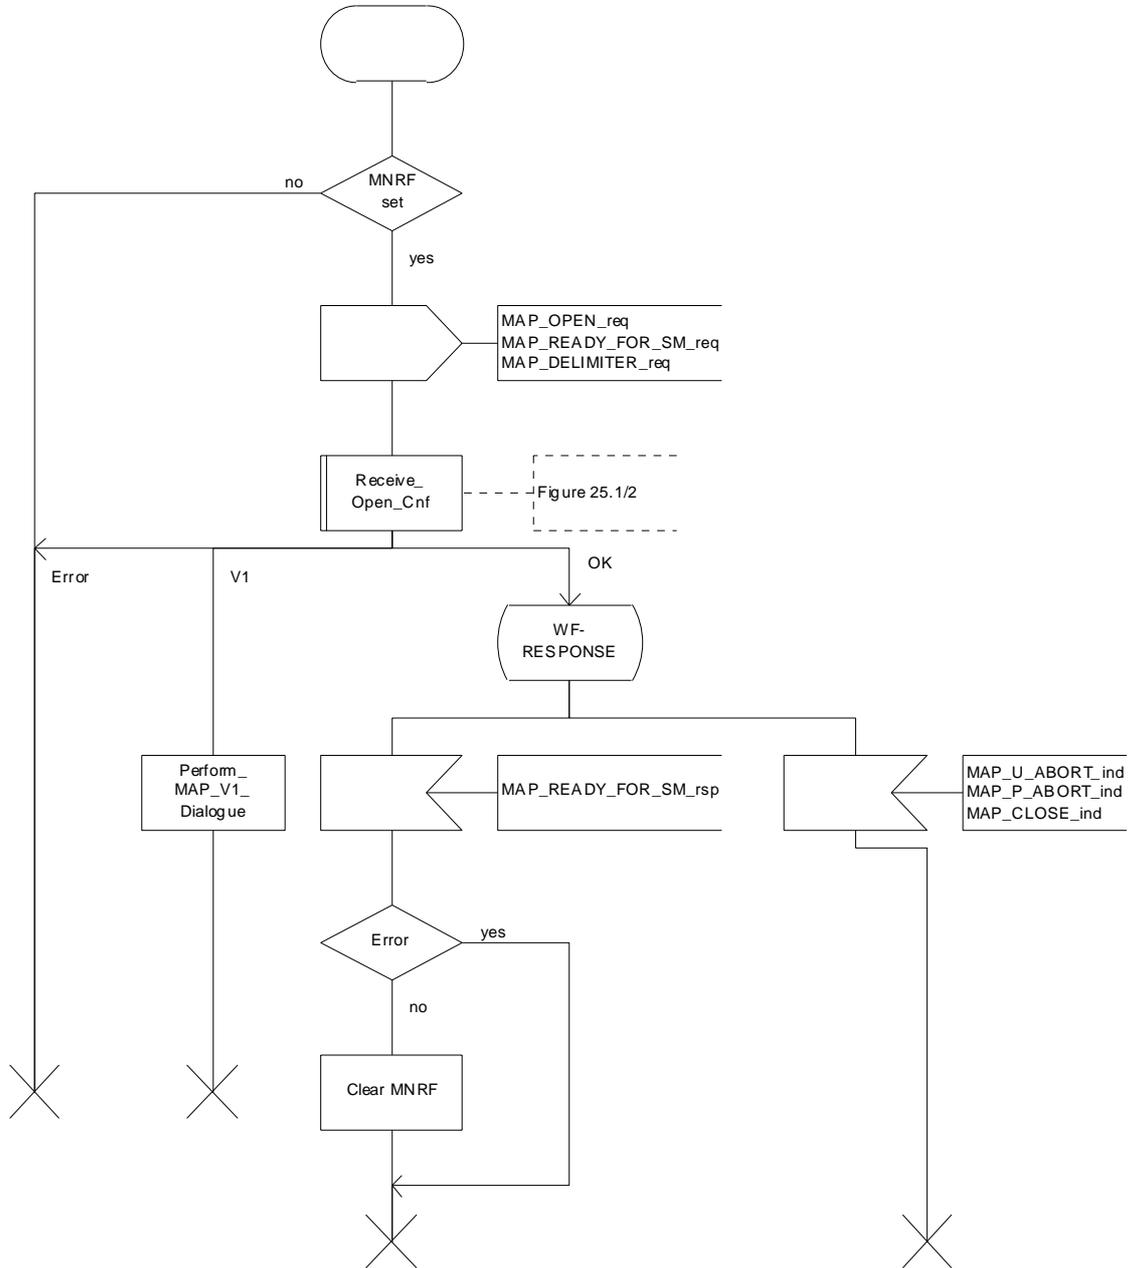 MNRF
set
no
yes
MAP_OPEN_req
MAP_READY_FOR_SM_req
MAP_DELIMITER_req
Receive_
Open_Cnf
Figure 25.1/2
Error
V1
OK
WF-
RESPONSE
Perform_
MAP_V1_
Dialogue
MAP_READY_FOR_SM_rsp
MAP_U_ABORT_ind
MAP_P_ABORT_ind
MAP_CLOSE_ind
Error
yes
no
Clear MNRF